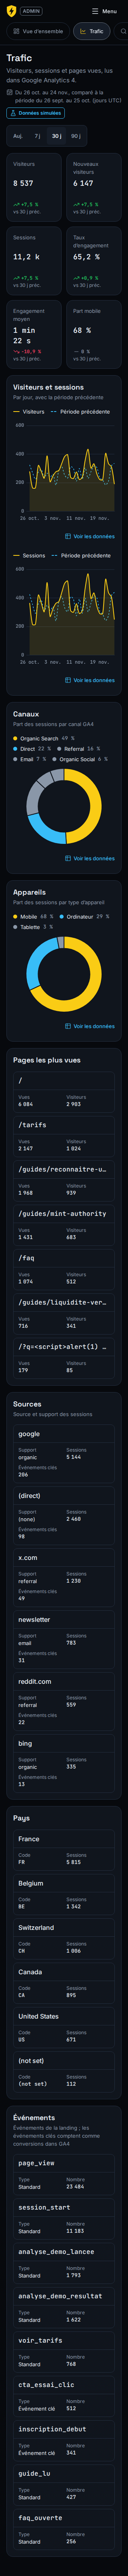 ADMIN
Menu
Vue d'ensemble
Trafic
Trafic
Visiteurs, sessions et pages vues, lus dans Google Analytics 4.
Du 26 oct. au 24 nov., comparé à la période du 26 sept. au 25 oct. (jours UTC)
Données simulées
Auj.
7 j
30 j
90 j
Visiteurs
8 537
+7,5 %
vs 30 j préc.
Nouveaux visiteurs
6 147
+7,5 %
vs 30 j préc.
Sessions
11,2 k
+7,5 %
vs 30 j préc.
Taux d'engagement
65,2 %
+0,9 %
vs 30 j préc.
Engagement moyen
1 min 22 s
-10,9 %
vs 30 j préc.
Part mobile
68 %
0 %
vs 30 j préc.
Visiteurs et sessions
Par jour, avec la période précédente
Visiteurs
Période précédente
600
400
200
0
26 oct.
3 nov.
11 nov.
19 nov.
Voir les données
Sessions
Période précédente
600
400
200
0
26 oct.
3 nov.
11 nov.
19 nov.
Voir les données
Canaux
Part des sessions par canal GA4
Organic Search 49 %
Direct 22 %
Referral 16 %
Email 7 %
Organic Social 6 %
Voir les données
Appareils
Part des sessions par type d'appareil
Mobile 68 %
Ordinateur 29 %
Tablette 3 %
Voir les données
Pages les plus vues
/
Vues
Visiteurs
6 084
2 903
/tarifs
Vues
Visiteurs
2 147
1 024
/guides/reconnaitre-u…
Vues
Visiteurs
1 968
939
/guides/mint-authority
Vues
Visiteurs
1 431
683
/faq
Vues
Visiteurs
1 074
512
/guides/liquidite-ver…
Vues
Visiteurs
716
341
/?q=<script>alert(1) …
Vues
Visiteurs
179
85
Sources
Source et support des sessions
google
Support
Sessions
organic
5 144
Événements clés
206
(direct)
Support
Sessions
(none)
2 460
Événements clés
98
x.com
Support
Sessions
referral
1 230
Événements clés
49
newsletter
Support
Sessions
email
783
Événements clés
31
reddit.com
Support
Sessions
referral
559
Événements clés
22
bing
Support
Sessions
organic
335
Événements clés
13
Pays
France
Code
Sessions
FR
5 815
Belgium
Code
Sessions
BE
1 342
Switzerland
Code
Sessions
CH
1 006
Canada
Code
Sessions
CA
895
United States
Code
Sessions
US
671
(not set)
Code
Sessions
(not set)
112
Événements
Événements de la landing ; les événements clés comptent comme conversions dans GA4
page_view
Type
Nombre
Standard
23 484
session_start
Type
Nombre
Standard
11 183
analyse_demo_lancee
Type
Nombre
Standard
1 793
analyse_demo_resultat
Type
Nombre
Standard
1 622
voir_tarifs
Type
Nombre
Standard
768
cta_essai_clic
Type
Nombre
Événement clé
512
inscription_debut
Type
Nombre
Événement clé
341
guide_lu
Type
Nombre
Standard
427
faq_ouverte
Type
Nombre
Standard
256